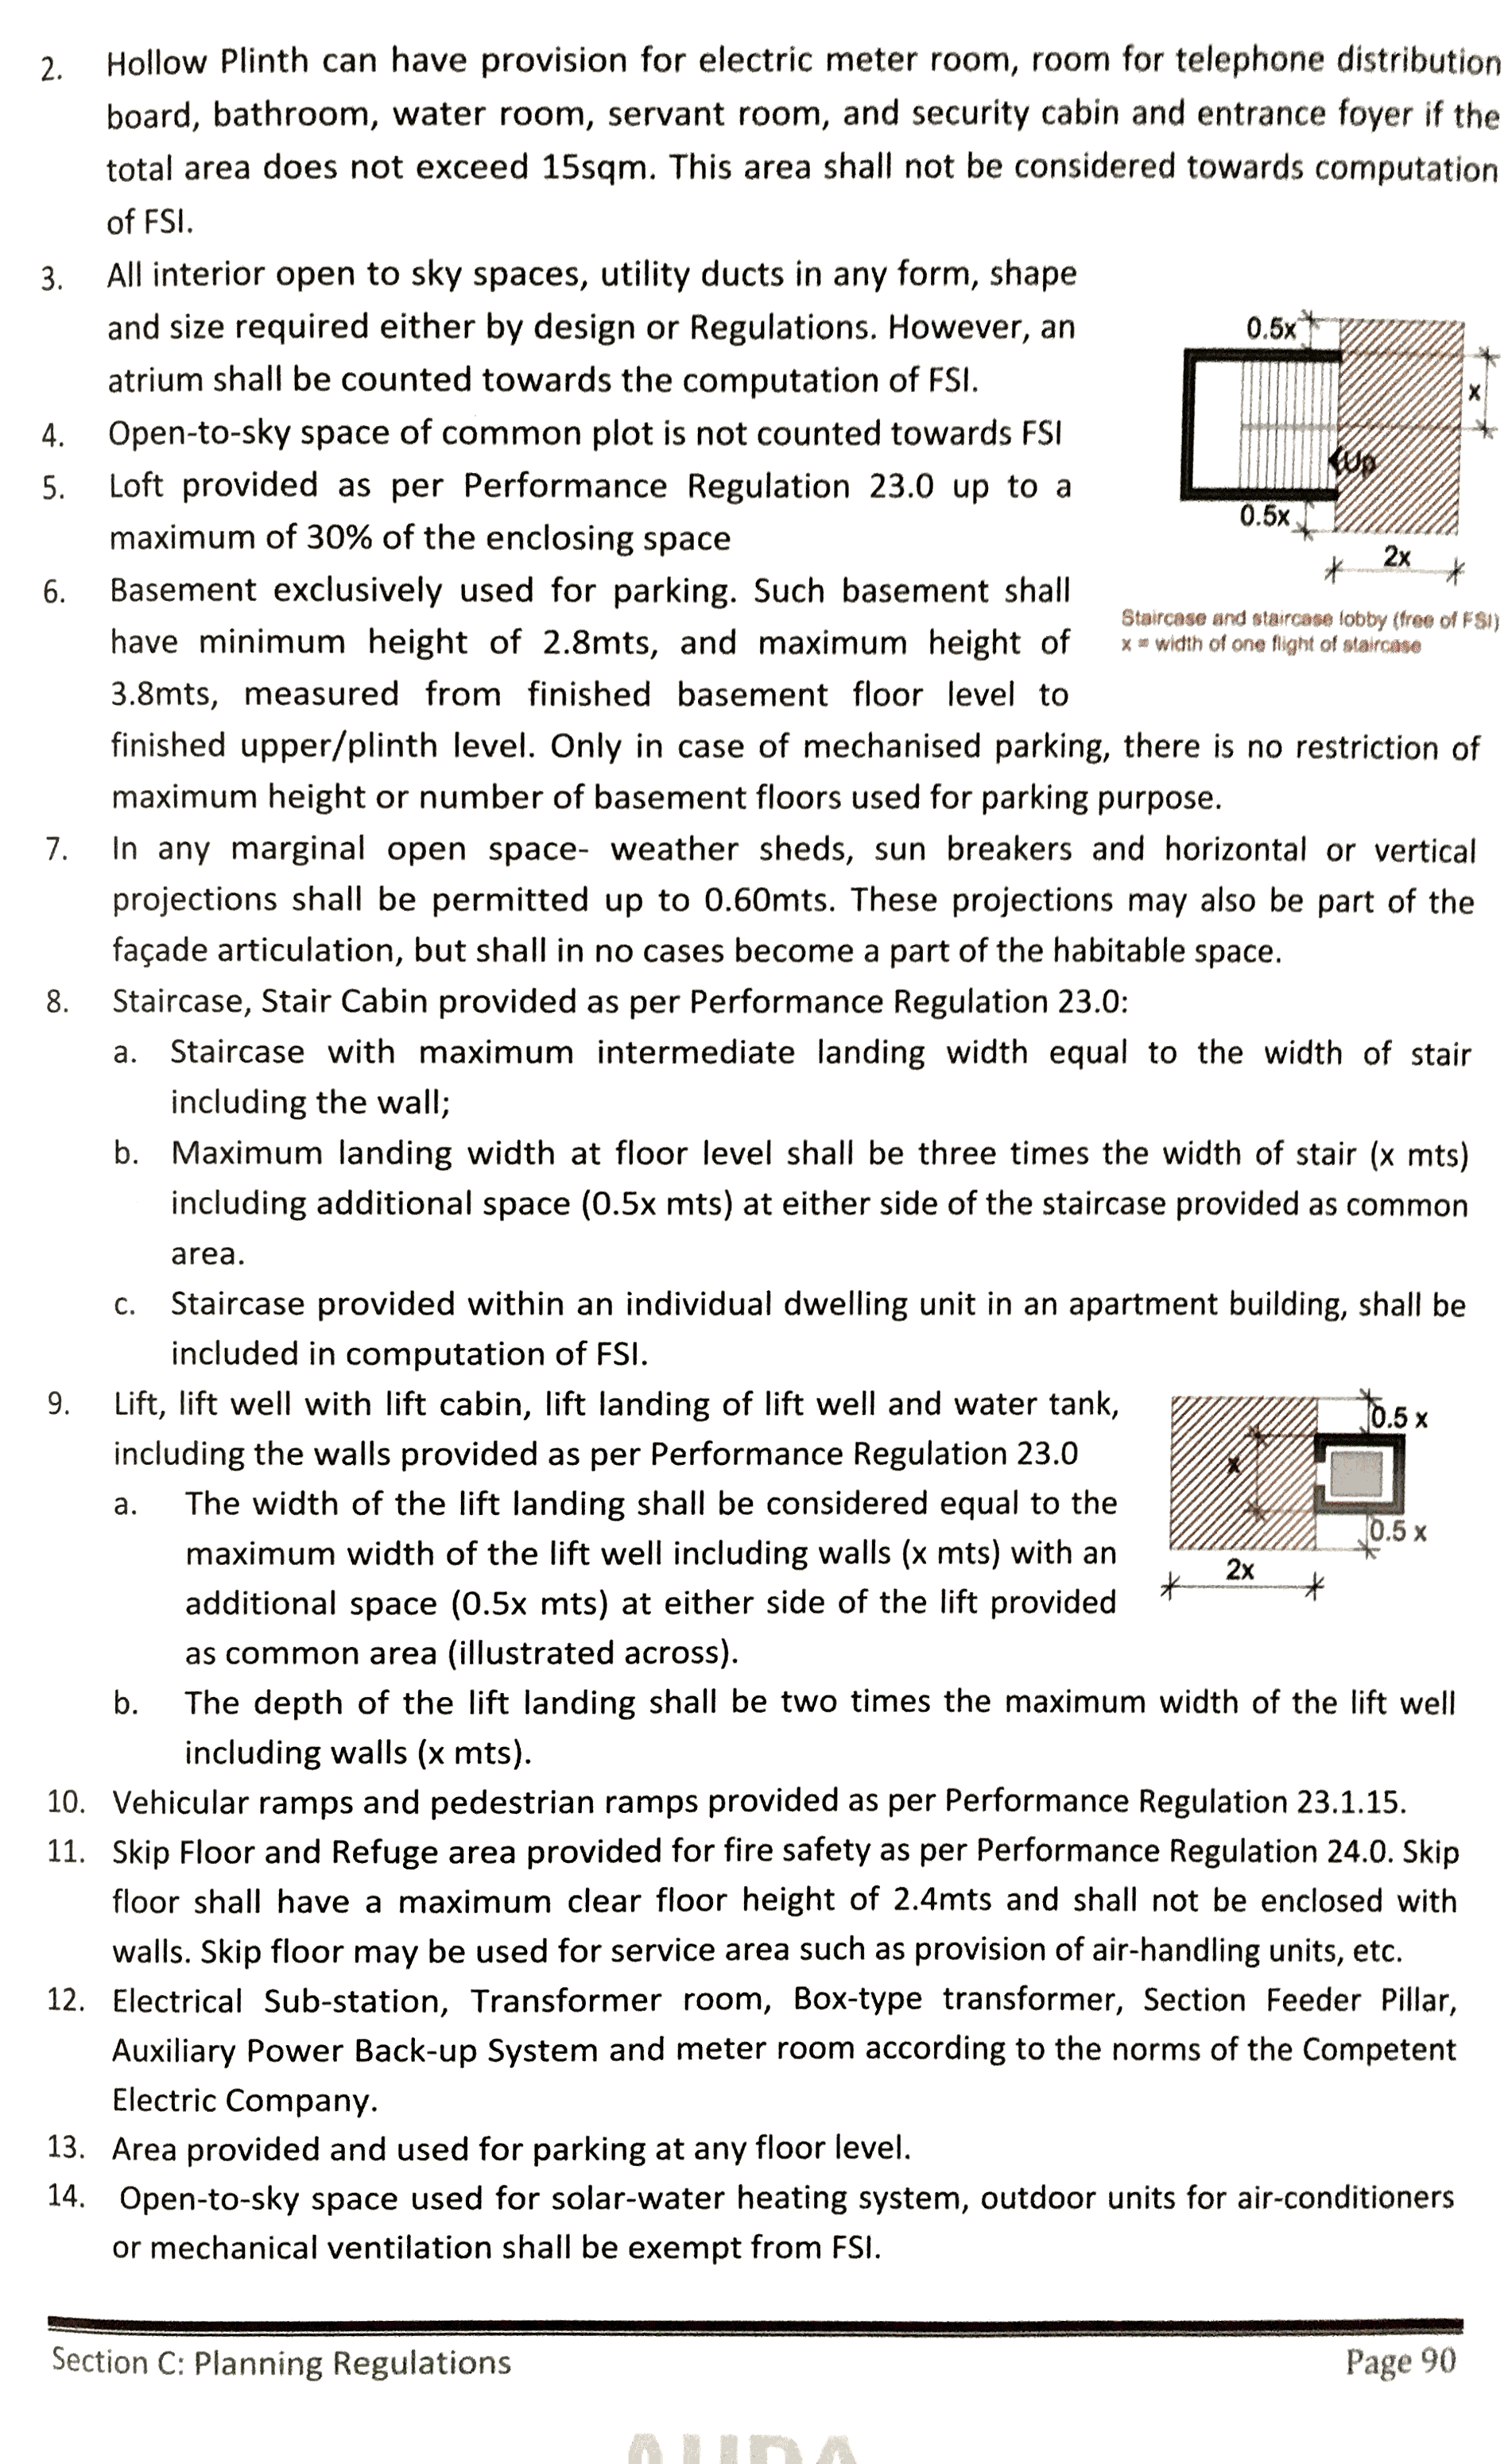 2. Hollow Plinth can have provision for electric meter room, room for telephone distribution
board, bathroom, water room, servant room, and security cabin and entrance foyer if the
total area does not exceed 15sqm. This area shall not be considered towards computation
of FSI.
3. All interior open to sky spaces, utility ducts in any form, shape
and size required either by design or Regulations. However, an
atrium shall be counted towards the computation of FSI.
4. Open-to-sky space of common plot is not counted towards FSI
5. Loft provided as per Performance Regulation 23.0 up to a
maximum of 30% of the enclosing space
0.5x
x
Up
0.5x
2x
Staircase and staircase lobby (free of FSI)
x = width of one flight of staircase
6. Basement exclusively used for parking. Such basement shall
have minimum height of 2.8mts, and maximum height of
3.8mts, measured from finished basement floor level to
finished upper/plinth level. Only in case of mechanised parking, there is no restriction of
maximum height or number of basement floors used for parking purpose.
7. In any marginal open space- weather sheds, sun breakers and horizontal or vertical
projections shall be permitted up to 0.60mts. These projections may also be part of the
façade articulation, but shall in no cases become a part of the habitable space.
8. Staircase, Stair Cabin provided as per Performance Regulation 23.0:
a. Staircase with maximum intermediate landing width equal to the width of stair
including the wall;
b. Maximum landing width at floor level shall be three times the width of stair (x mts)
including additional space (0.5x mts) at either side of the staircase provided as common
area.
c. Staircase provided within an individual dwelling unit in an apartment building, shall be
included in computation of FSI.
9. Lift, lift well with lift cabin, lift landing of lift well and water tank,
including the walls provided as per Performance Regulation 23.0
a. The width of the lift landing shall be considered equal to the
maximum width of the lift well including walls (x mts) with an
additional space (0.5x mts) at either side of the lift provided
as common area (illustrated across).
0.5 x
x
0.5 x
2x
b. The depth of the lift landing shall be two times the maximum width of the lift well
including walls (x mts).
10. Vehicular ramps and pedestrian ramps provided as per Performance Regulation 23.1.15.
11. Skip Floor and Refuge area provided for fire safety as per Performance Regulation 24.0. Skip
floor shall have a maximum clear floor height of 2.4mts and shall not be enclosed with
walls. Skip floor may be used for service area such as provision of air-handling units, etc.
12. Electrical Sub-station, Transformer room, Box-type transformer, Section Feeder Pillar,
Auxiliary Power Back-up System and meter room according to the norms of the Competent
Electric Company.
13. Area provided and used for parking at any floor level.
14. Open-to-sky space used for solar-water heating system, outdoor units for air-conditioners
or mechanical ventilation shall be exempt from FSI.
Section C: Planning Regulations
Page 90
AUDA